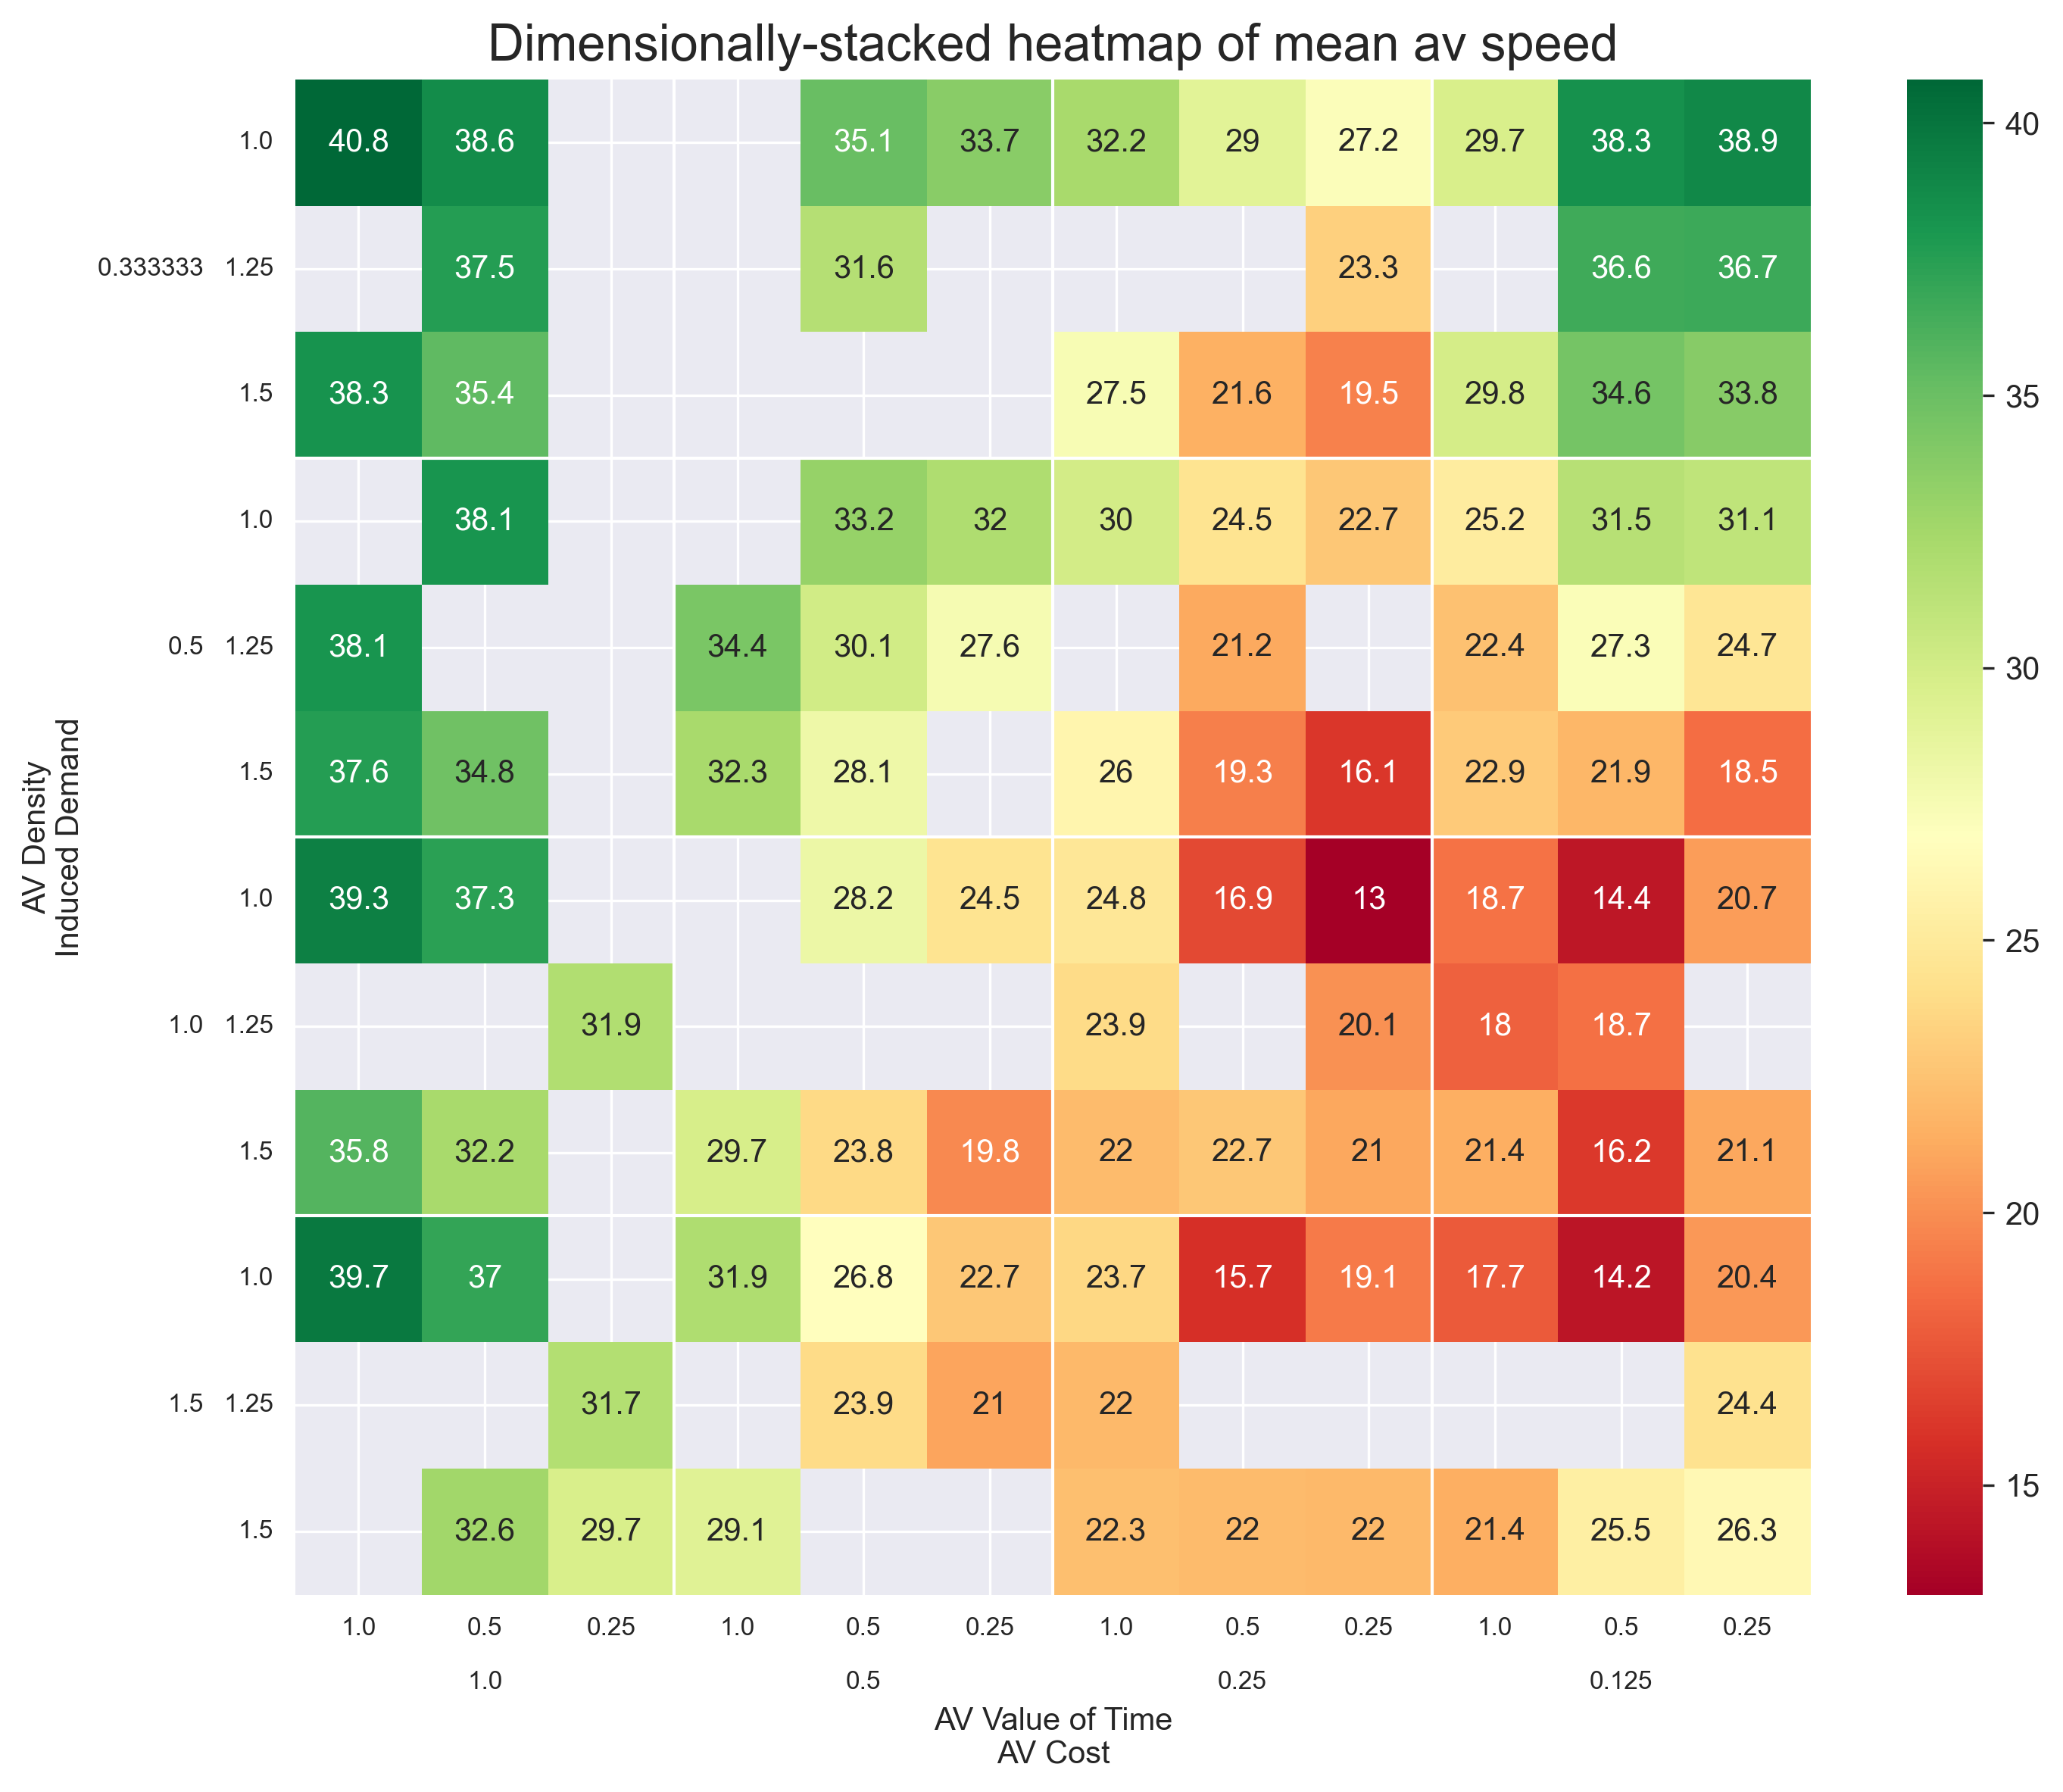 Dimensionally-stacked heatmap of mean av speed
1.0 40.8 38.6 35.1 33.7 32.2 29 27.2 29.7 38.3 38.9
0.333333 1.25 37.5 31.6 23.3 36.6 36.7
1.5 38.3 35.4 27.5 21.6 19.5 29.8 34.6 33.8
1.0 38.1 33.2 32 30 24.5 22.7 25.2 31.5 31.1
0.5 1.25 38.1 34.4 30.1 27.6 21.2 22.4 27.3 24.7
1.5 37.6 34.8 32.3 28.1 26 19.3 16.1 22.9 21.9 18.5
1.0 39.3 37.3 28.2 24.5 24.8 16.9 13 18.7 14.4 20.7
1.0 1.25 31.9 23.9 20.1 18 18.7
1.5 35.8 32.2 29.7 23.8 19.8 22 22.7 21 21.4 16.2 21.1
1.0 39.7 37 31.9 26.8 22.7 23.7 15.7 19.1 17.7 14.2 20.4
1.5 1.25 31.7 23.9 21 22 24.4
1.5 32.6 29.7 29.1 22.3 22 22 21.4 25.5 26.3
1.0 0.5 0.25 1.0 0.5 0.25 1.0 0.5 0.25 1.0 0.5 0.25
1.0 0.5 0.25 0.125
AV Value of Time
AV Cost
AV Density
Induced Demand
40
35
30
25
20
15